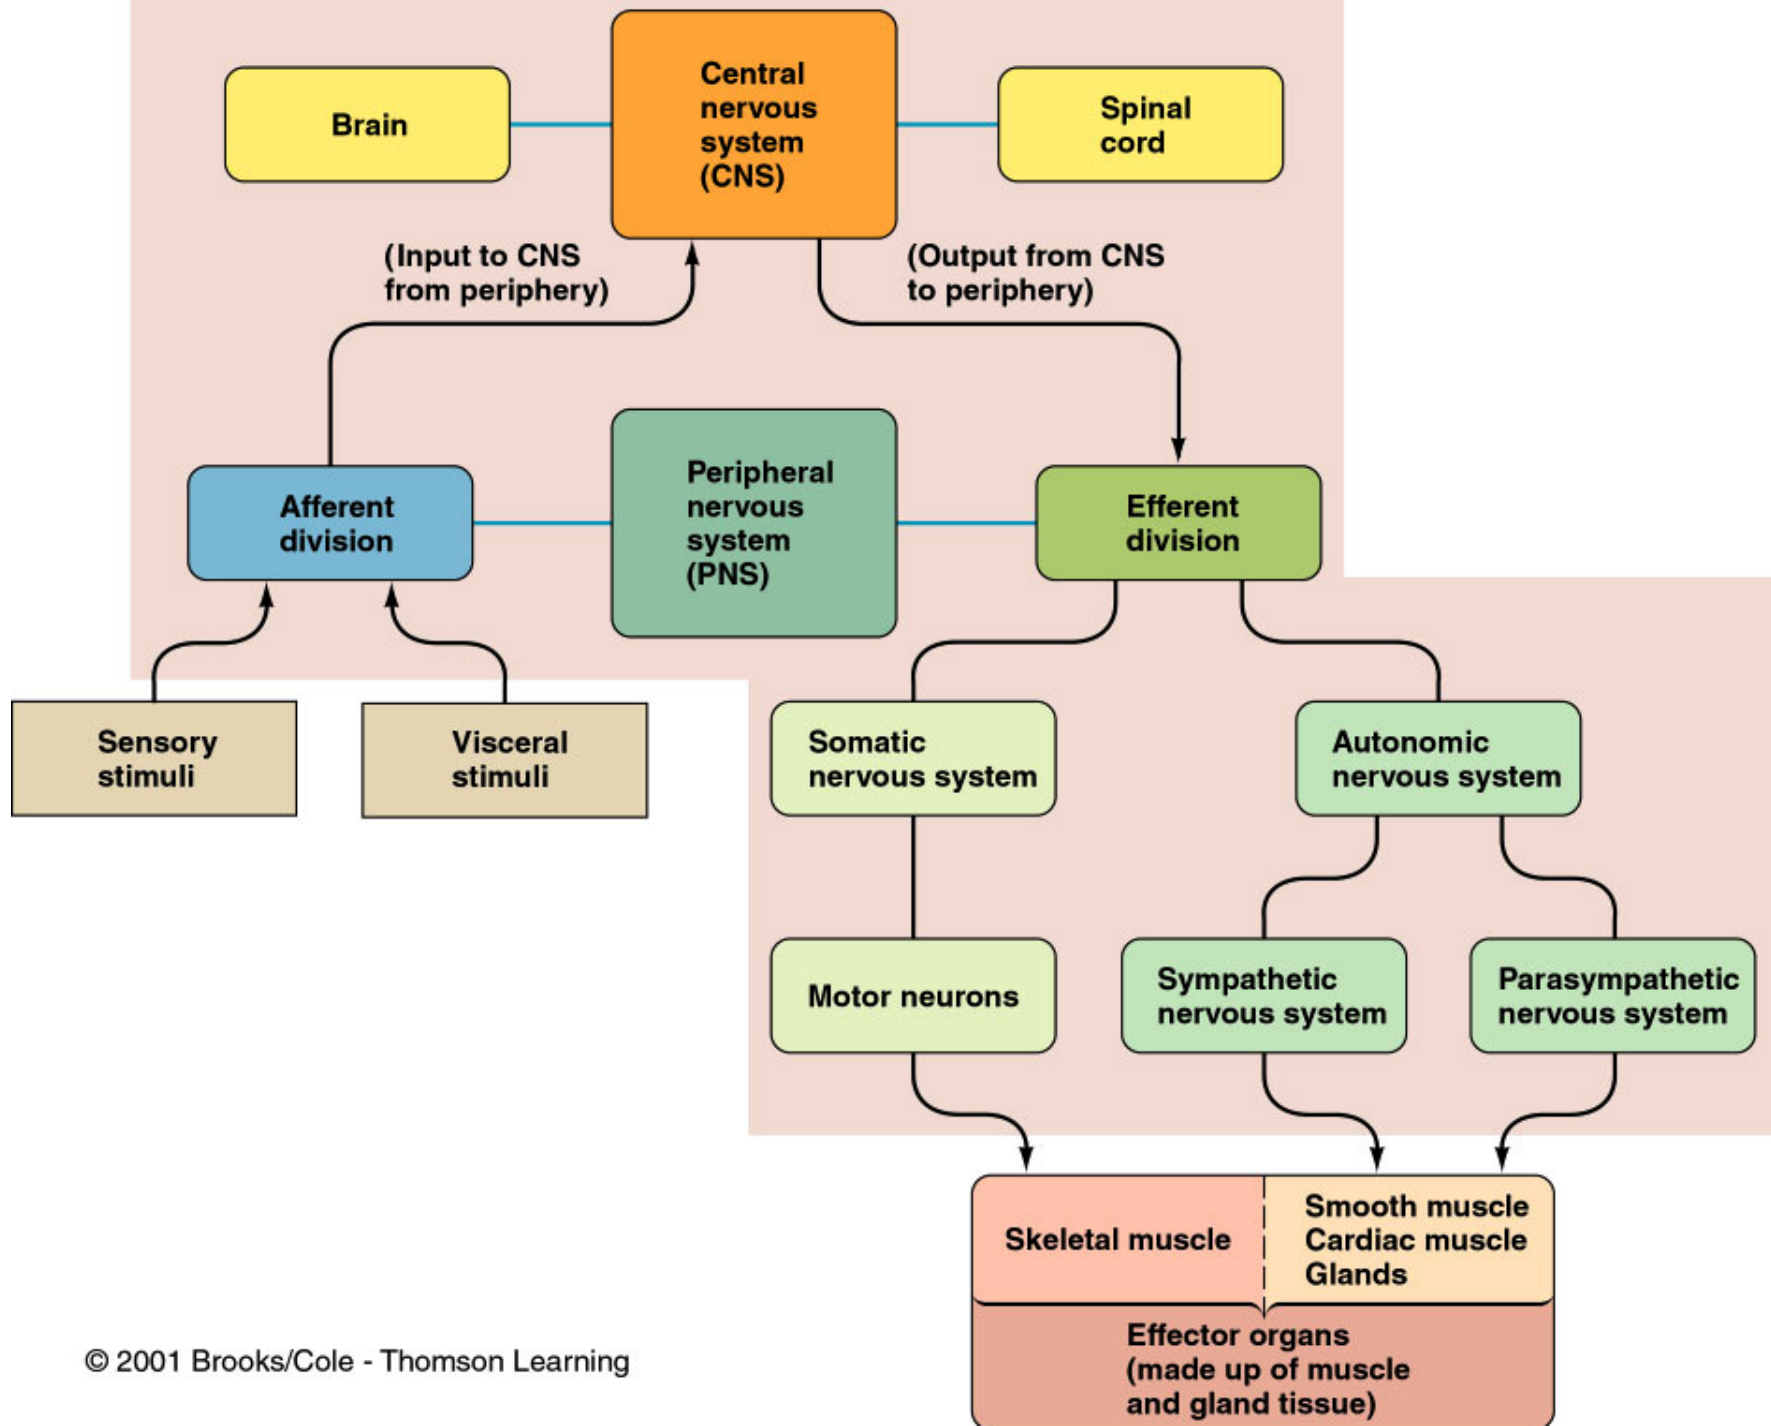 Central
nervous
system
(CNS)
Brain
Spinal
cord
(Input to CNS
from periphery)
(Output from CNS
to periphery)
Peripheral
nervous
system
(PNS)
Afferent
division
Efferent
division
Sensory
stimuli
Visceral
stimuli
Somatic
nervous system
Autonomic
nervous system
Motor neurons
Sympathetic
nervous system
Parasympathetic
nervous system
Skeletal muscle
Smooth muscle
Cardiac muscle
Glands
Effector organs
(made up of muscle
and gland tissue)
© 2001 Brooks/Cole - Thomson Learning